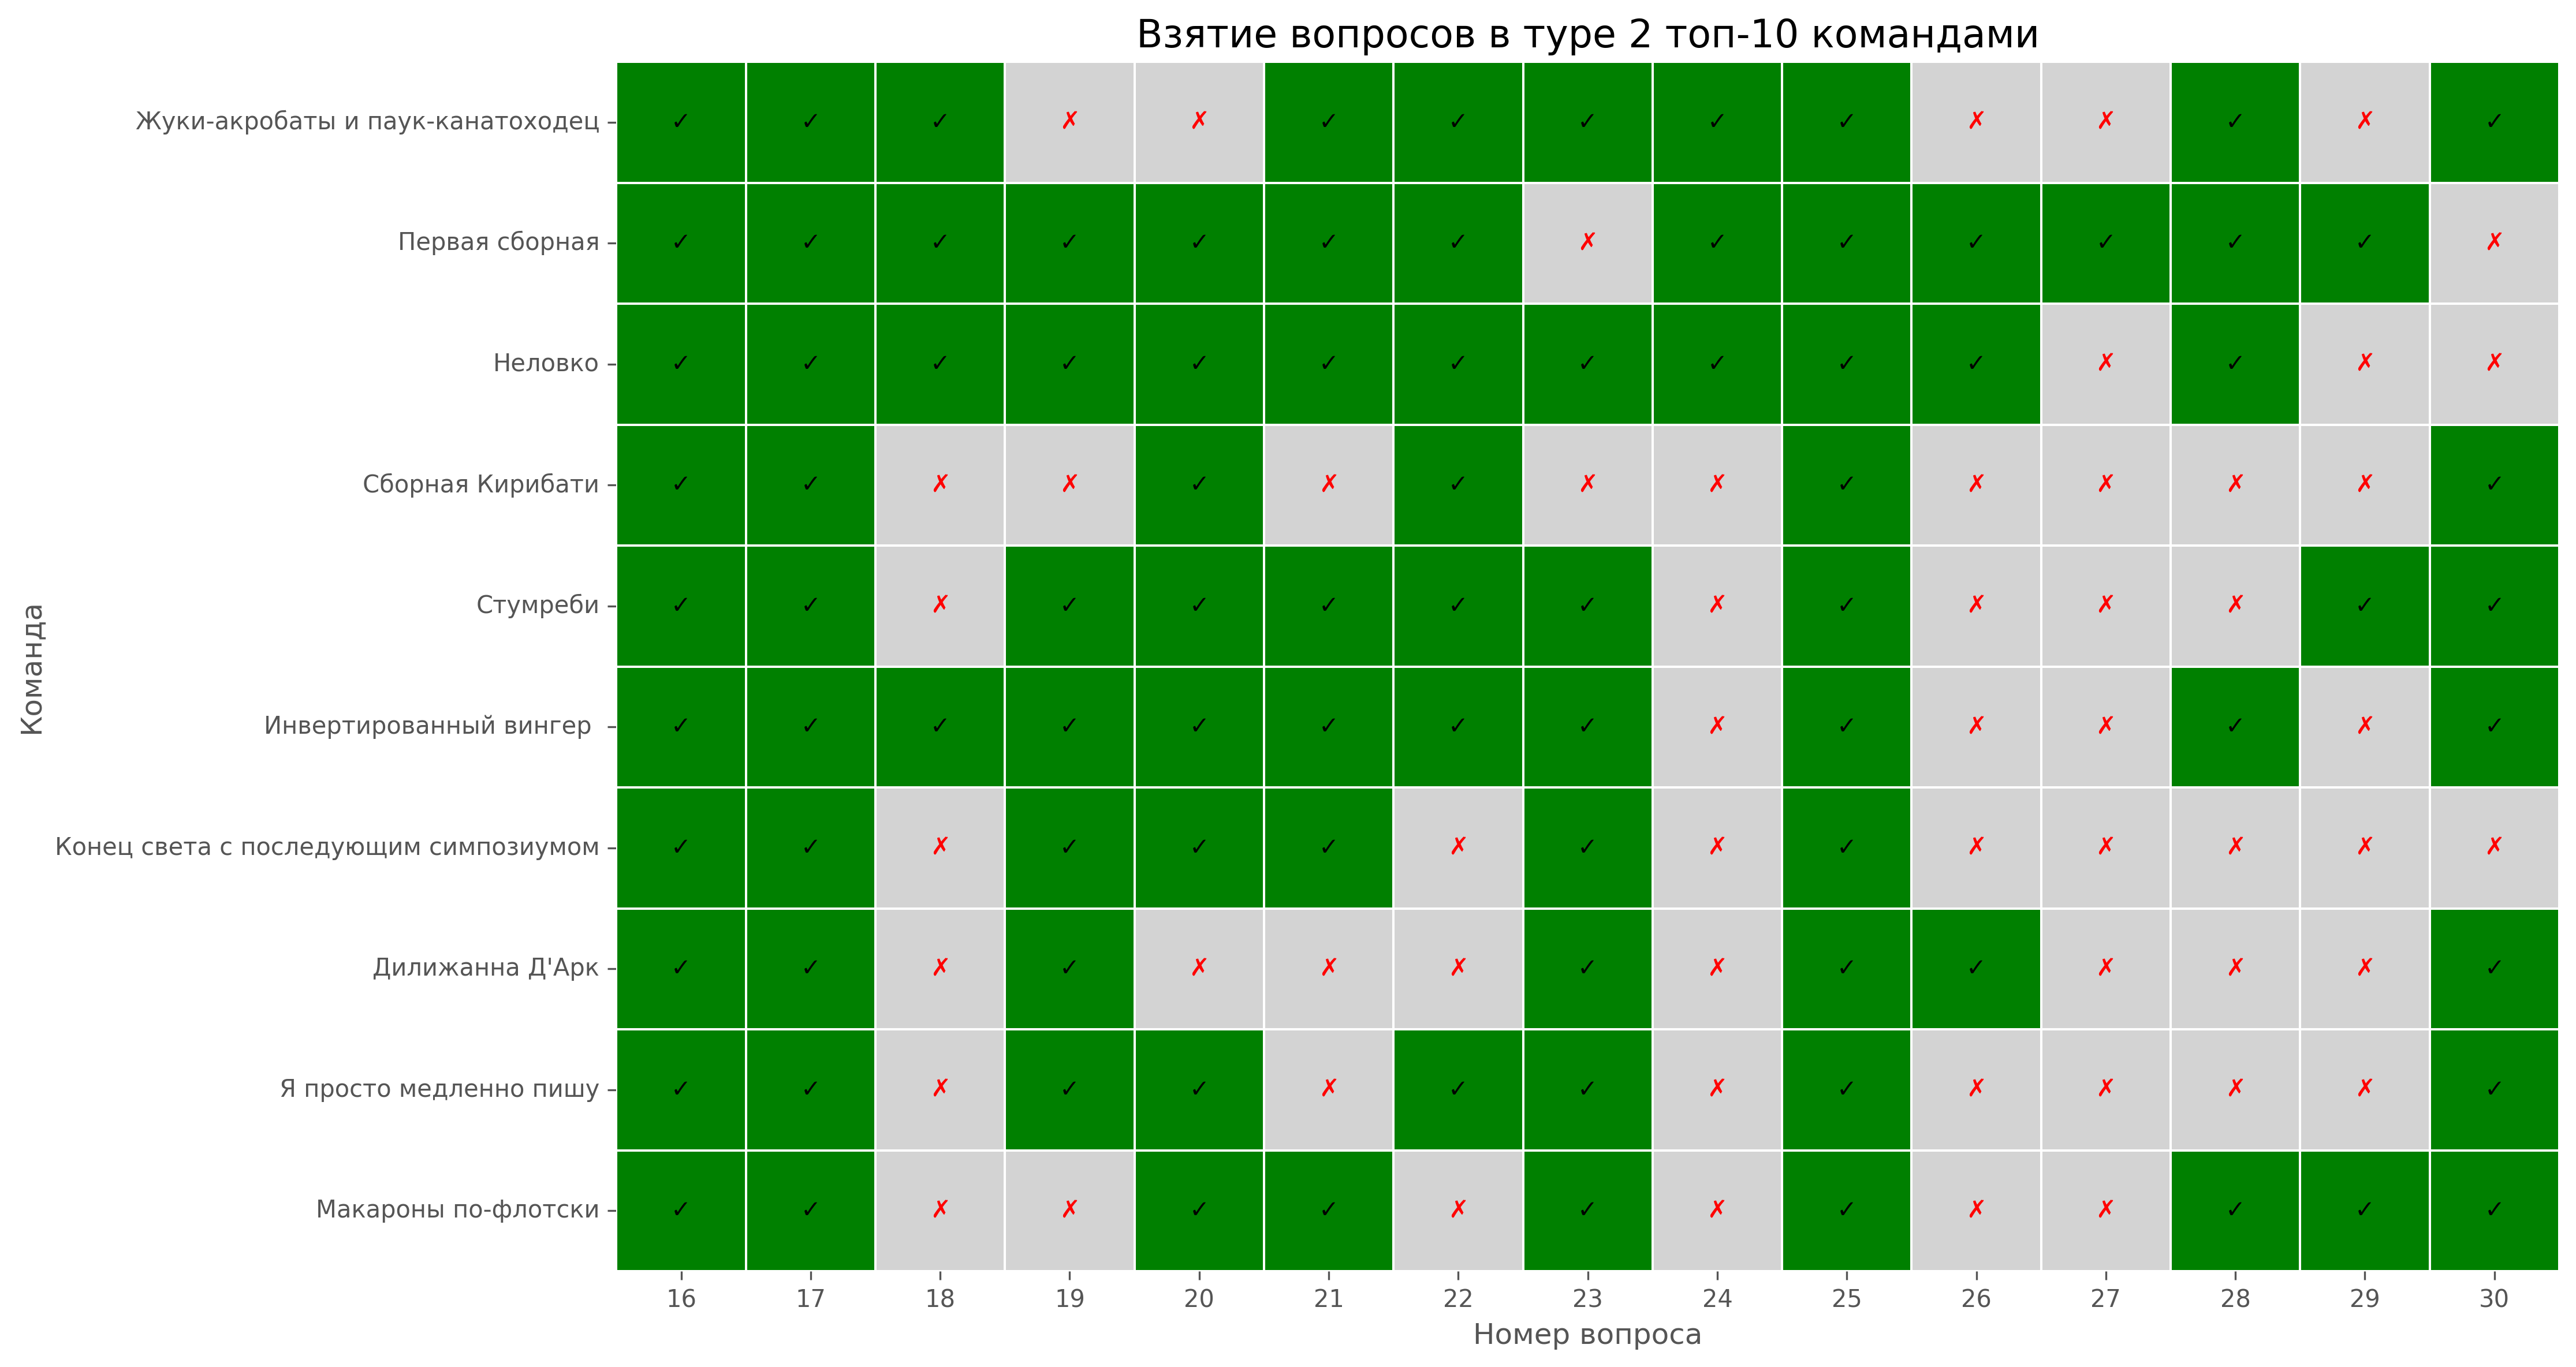 Взятие вопросов в туре 2 топ-10 командами
Жуки-акробаты и паук-канатоходец ✓ ✓ ✓ ✗ ✗ ✓ ✓ ✓ ✓ ✓ ✗ ✗ ✓ ✗ ✓
Первая сборная ✓ ✓ ✓ ✓ ✓ ✓ ✓ ✗ ✓ ✓ ✓ ✓ ✓ ✓ ✗
Неловко ✓ ✓ ✓ ✓ ✓ ✓ ✓ ✓ ✓ ✓ ✓ ✗ ✓ ✗ ✗
Сборная Кирибати ✓ ✓ ✗ ✗ ✓ ✗ ✓ ✗ ✗ ✓ ✗ ✗ ✗ ✗ ✓
Стумреби ✓ ✓ ✗ ✓ ✓ ✓ ✓ ✓ ✗ ✓ ✗ ✗ ✗ ✓ ✓
Инвертированный вингер ✓ ✓ ✓ ✓ ✓ ✓ ✓ ✓ ✗ ✓ ✗ ✗ ✓ ✗ ✓
Конец света с последующим симпозиумом ✓ ✓ ✗ ✓ ✓ ✓ ✗ ✓ ✗ ✓ ✗ ✗ ✗ ✗ ✗
Дилижанна Д'Арк ✓ ✓ ✗ ✓ ✗ ✗ ✗ ✓ ✗ ✓ ✓ ✗ ✗ ✗ ✓
Я просто медленно пишу ✓ ✓ ✗ ✓ ✓ ✗ ✓ ✓ ✗ ✓ ✗ ✗ ✗ ✗ ✓
Макароны по-флотски ✓ ✓ ✗ ✗ ✓ ✓ ✗ ✓ ✗ ✓ ✗ ✗ ✓ ✓ ✓
Команда
16 17 18 19 20 21 22 23 24 25 26 27 28 29 30
Номер вопроса